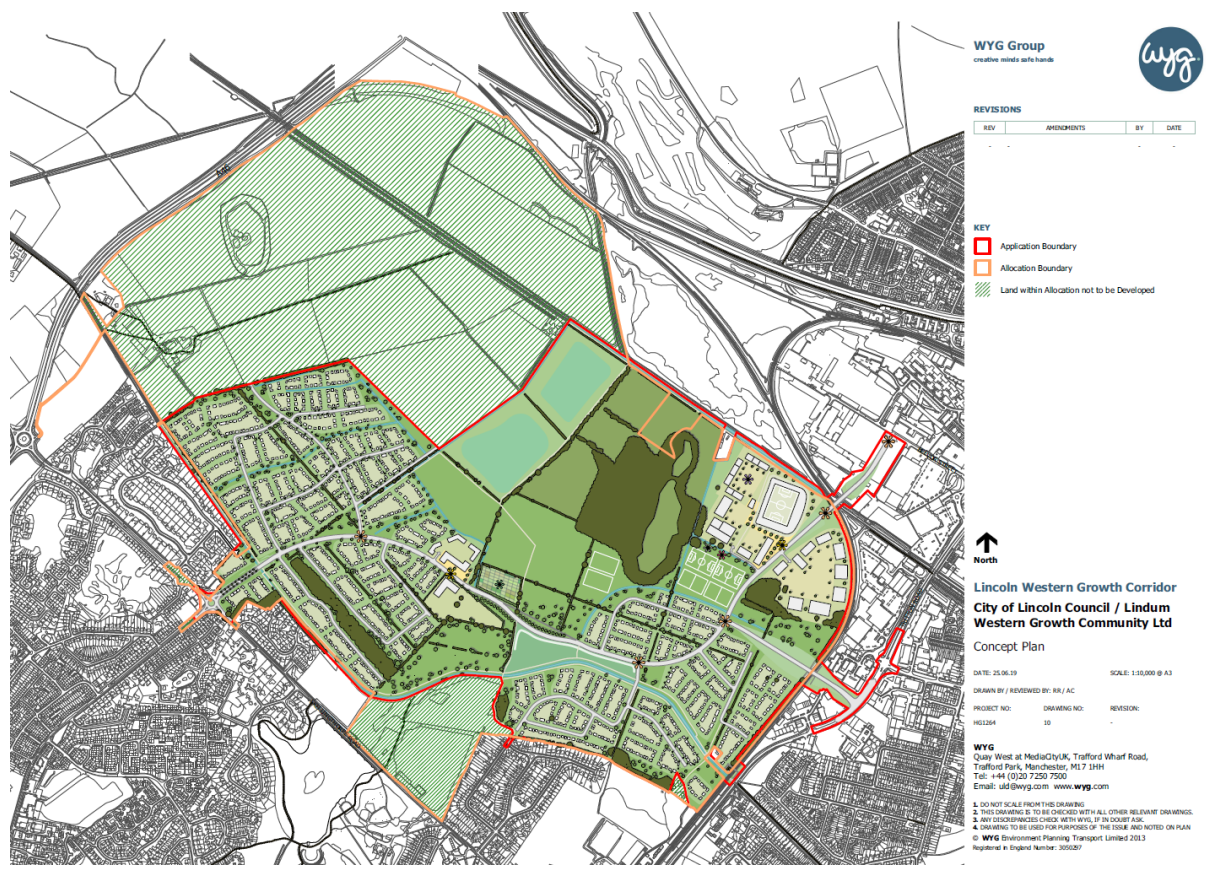 WYG Group
creative minds safe hands
wyg.
REVISIONS
REV AMENDMENTS BY DATE
- - - -
KEY
Application Boundary
Allocation Boundary
Land within Allocation not to be Developed
A46
North
Lincoln Western Growth Corridor
City of Lincoln Council / Lindum
Western Growth Community Ltd
Concept Plan
DATE: 25.06.19 SCALE: 1:10,000 @ A3
DRAWN BY / REVIEWED BY: RR / AC
PROJECT NO: DRAWING NO: REVISION:
HG1264 10 -
WYG
Quay West at MediaCityUK, Trafford Wharf Road,
Trafford Park, Manchester, M17 1HH
Tel: +44 (0)20 7250 7500
Email: uld@wyg.com www.wyg.com
1. DO NOT SCALE FROM THIS DRAWING
2. THIS DRAWING IS TO BE CHECKED WITH ALL OTHER RELEVANT DRAWINGS.
3. ANY DISCREPANCIES CHECK WITH WYG, IF IN DOUBT ASK.
4. DRAWING TO BE USED FOR PURPOSES OF THE ISSUE AND NOTED ON PLAN
© WYG Environment Planning Transport Limited 2013
Registered in England Number: 3050297